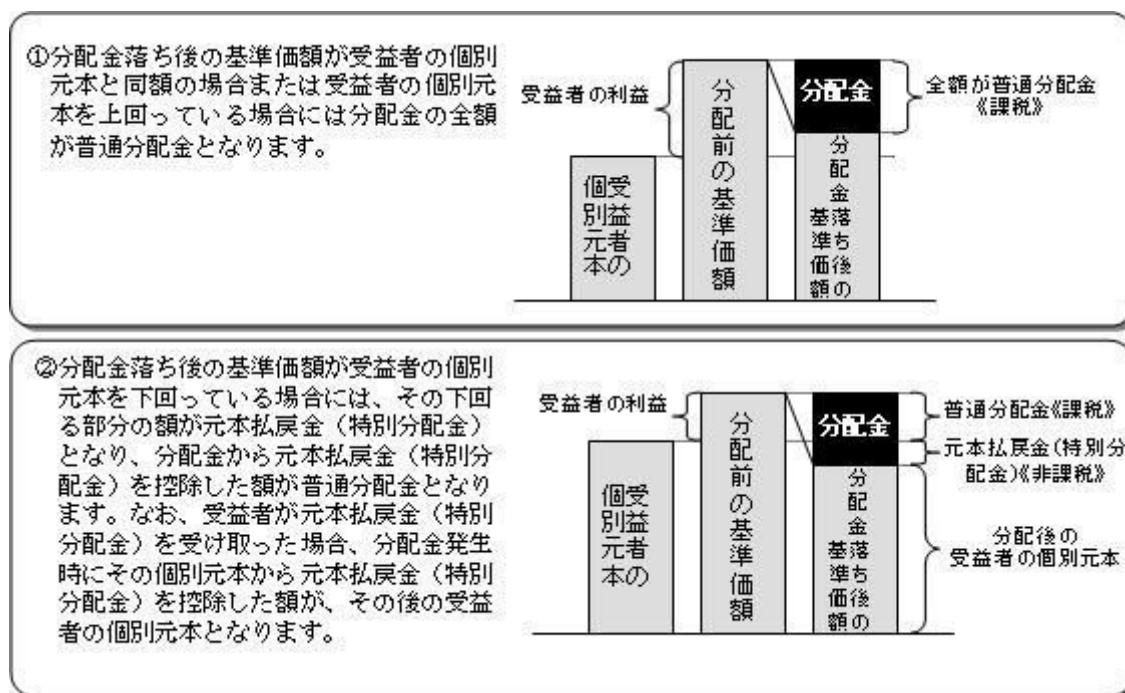 ①分配金落ち後の基準価額が受益者の個別
元本と同額の場合または受益者の個別元
本を上回っている場合には分配金の全額
が普通分配金となります。
受益者の利益
受益者の
個別元本
分配前の基準価額
分配金
分配金落ち後の
基準価額
全額が普通分配金
《課税》
②分配金落ち後の基準価額が受益者の個別
元本を下回っている場合には、その下回
る部分の額が元本払戻金（特別分配金）
となり、分配金から元本払戻金（特別分
配金）を控除した額が普通分配金となり
ます。なお、受益者が元本払戻金（特別
分配金）を受け取った場合、分配金発生
時にその個別元本から元本払戻金（特別
分配金）を控除した額が、その後の受益
者の個別元本となります。
受益者の利益
受益者の
個別元本
分配前の基準価額
分配金
分配金落ち後の
基準価額
普通分配金《課税》
元本払戻金(特別分
配金)《非課税》
分配後の
受益者の個別元本